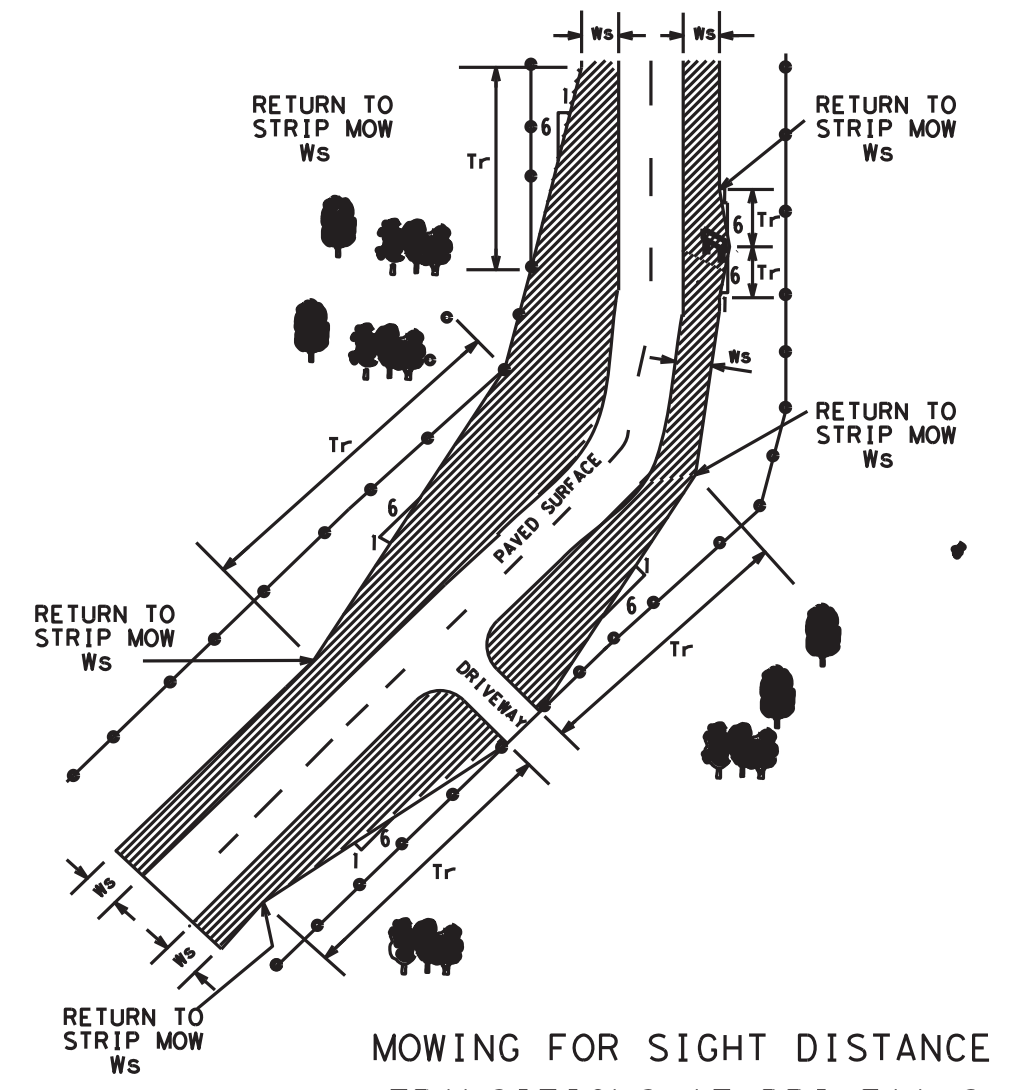 Ws
Ws
RETURN TO
STRIP MOW
Ws
1
6
Tr
RETURN TO
STRIP MOW
Ws
6
Tr
6
Tr
1
Ws
Tr
RETURN TO
STRIP MOW
Ws
6
1
PAVED SURFACE
1
6
Tr
RETURN TO
STRIP MOW
Ws
DRIVEWAY
6
1
Tr
Ws
Ws
RETURN TO
STRIP MOW
Ws
MOWING FOR SIGHT DISTANCE